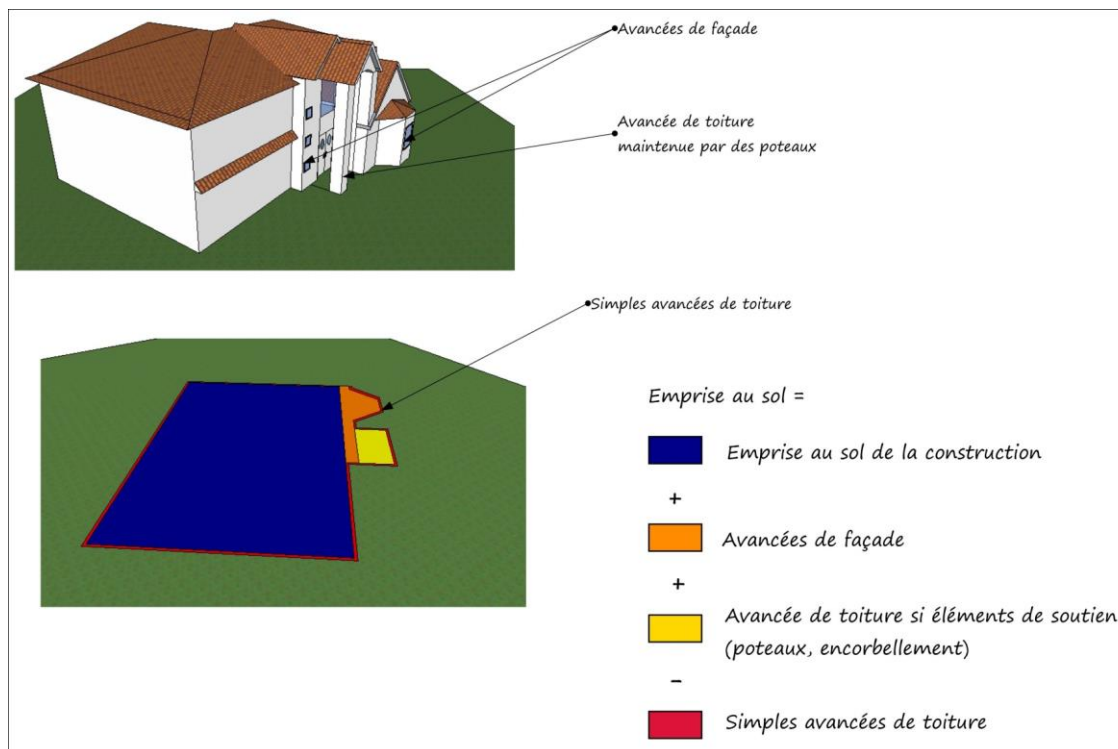 Avancées de façade
Avancée de toiture
maintenue par des poteaux
Simples avancées de toiture
Emprise au sol =
Emprise au sol de la construction
+
Avancées de façade
+
Avancée de toiture si éléments de soutien
(poteaux, encorbellement)
-
Simples avancées de toiture